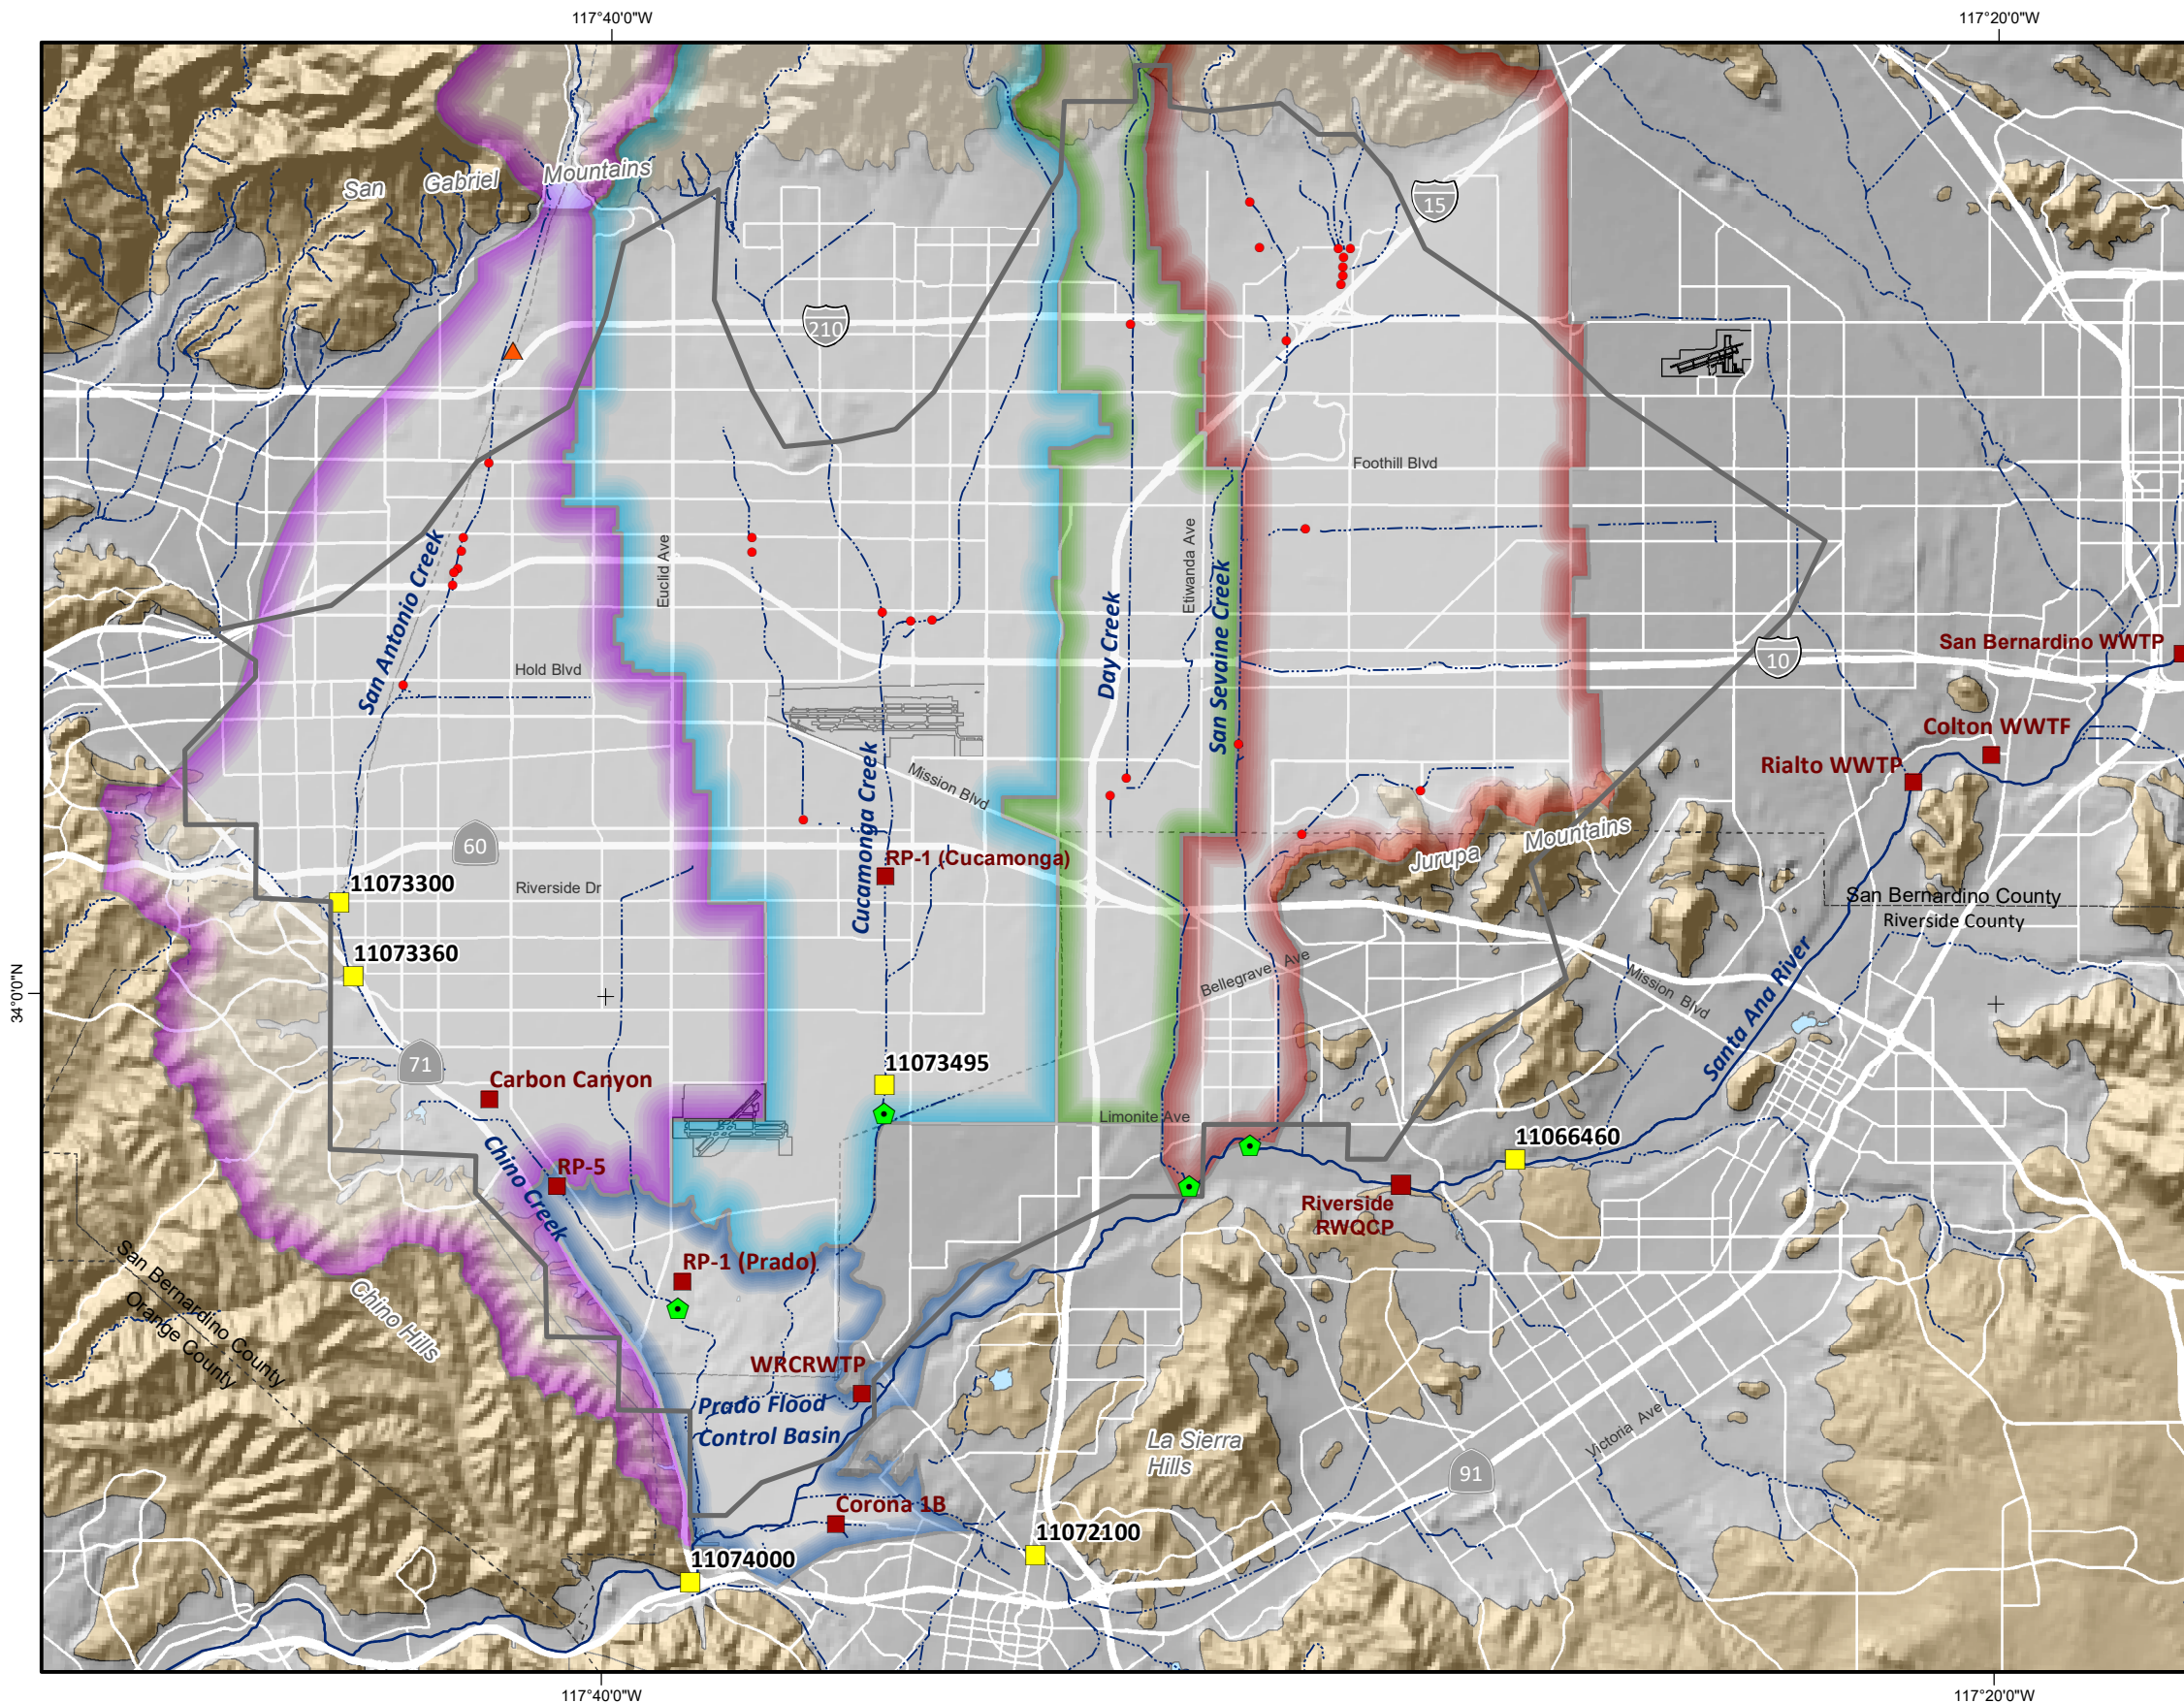 117°40'0"W
117°20'0"W
San Gabriel Mountains
15
210
Foothill Blvd
San Antonio Creek
Euclid Ave
Etiwanda Ave
Day Creek
San Sevaine Creek
Hold Blvd
10
San Bernardino WWTP
Colton WWTF
Rialto WWTP
Cucamonga Creek
Mission Blvd
60
RP-1 (Cucamonga)
Jurupa Mountains
Riverside Dr
11073300
San Bernardino County
Riverside County
11073360
Bellegrave Ave
Mission Blvd
Santa Ana River
34°0'0"N
71
11073495
Carbon Canyon
Limonite Ave
11066460
Chino Creek
RP-5
Riverside
RWQCP
San Bernardino County
Orange County
Chino Hills
RP-1 (Prado)
WRCRWTP
Prado Flood
Control Basin
La Sierra
Hills
Victoria Ave
91
Corona 1B
11072100
11074000
117°40'0"W
117°20'0"W